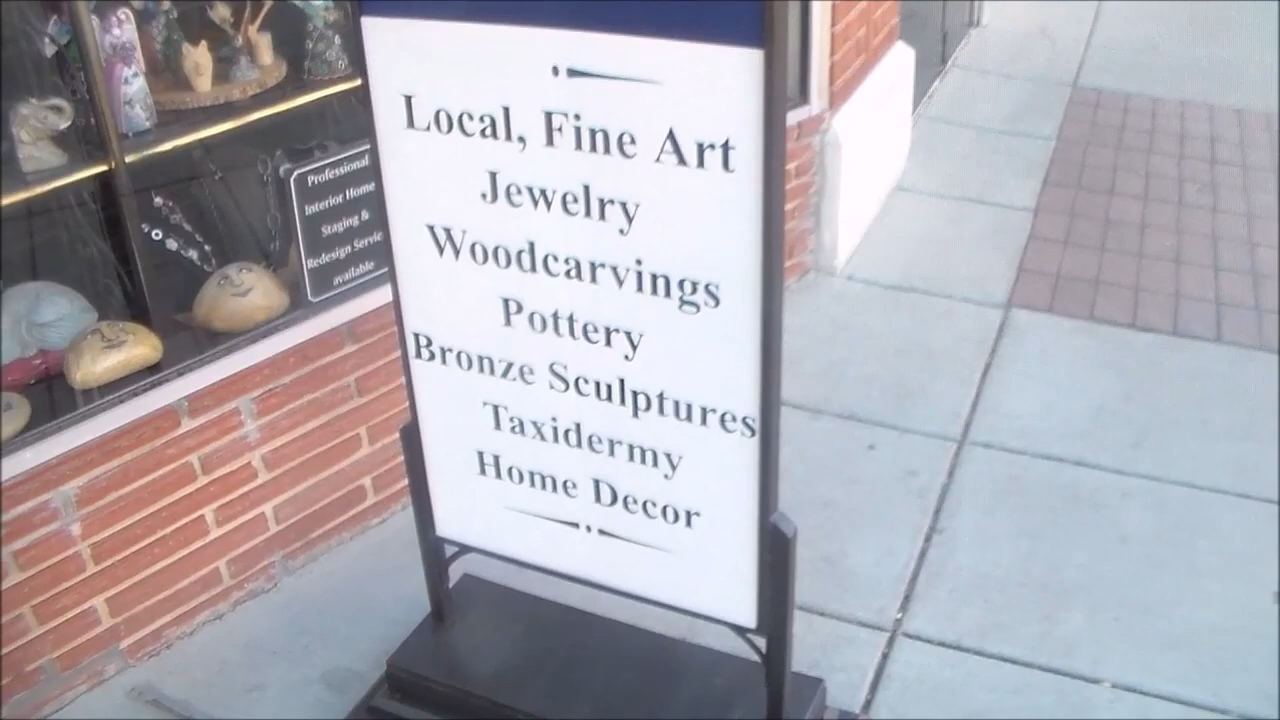 Local, Fine Art
Jewelry
Woodcarvings
Pottery
Bronze Sculptures
Taxidermy
Home Decor
Professional
Interior Home
Staging &
Redesign Servic
available